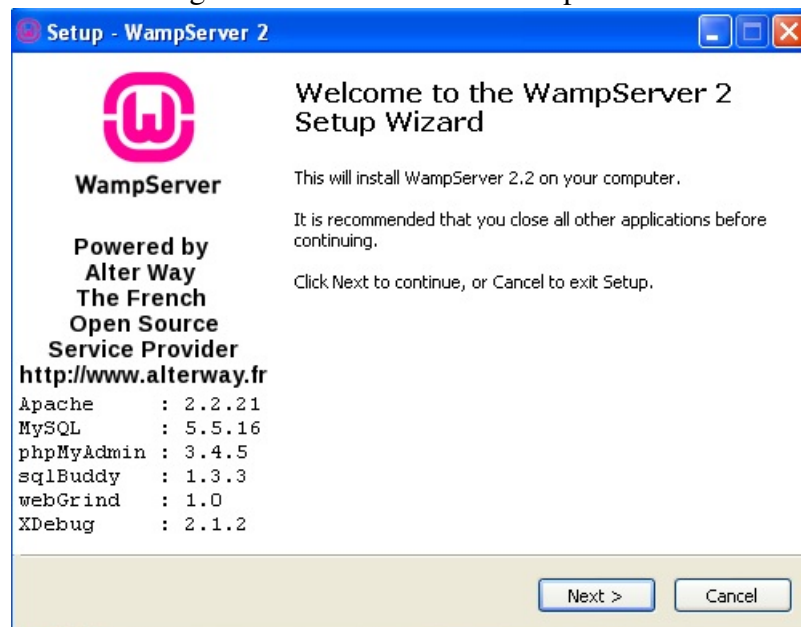 Setup - WampServer 2
WampServer
Powered by
Alter Way
The French
Open Source
Service Provider
http://www.alterway.fr
Apache : 2.2.21
MySQL : 5.5.16
phpMyAdmin : 3.4.5
sqlBuddy : 1.3.3
webGrind : 1.0
XDebug : 2.1.2
Welcome to the WampServer 2
Setup Wizard
This will install WampServer 2.2 on your computer.
It is recommended that you close all other applications before
continuing.
Click Next to continue, or Cancel to exit Setup.
Next >
Cancel